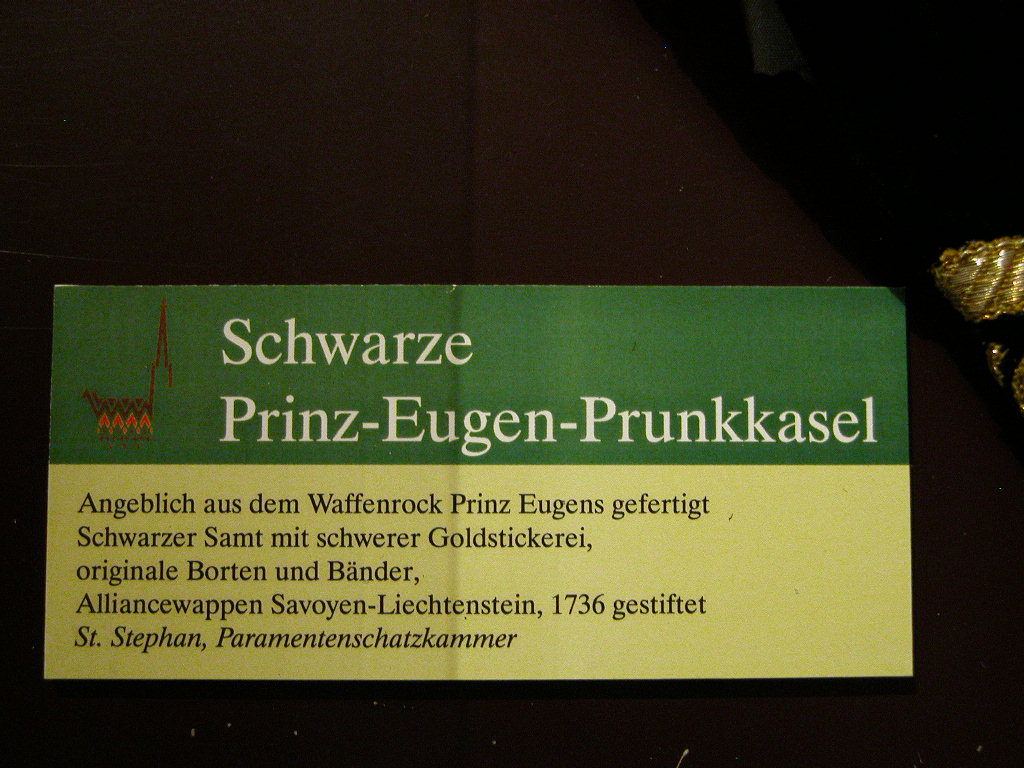 Schwarze
Prinz-Eugen-Prunkkasel
Angeblich aus dem Waffenrock Prinz Eugens gefertigt
Schwarzer Samt mit schwerer Goldstickerei,
originale Borten und Bänder,
Alliancewappen Savoyen-Liechtenstein, 1736 gestiftet
St. Stephan, Paramentenschatzkammer